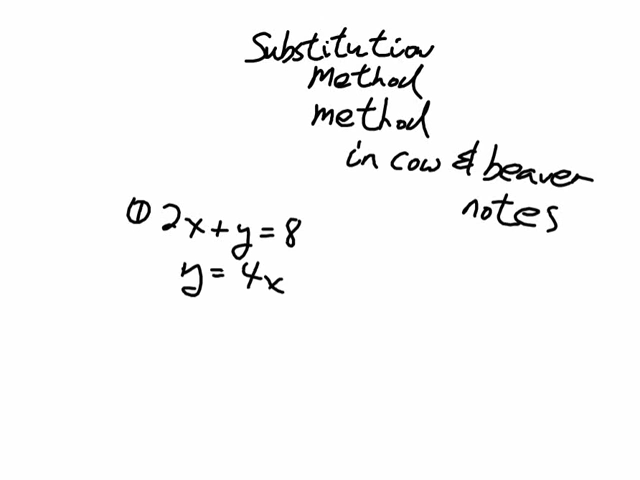 Substitution
Method
method
in cow & beaver
notes
① 2x + y = 8
y = 4x